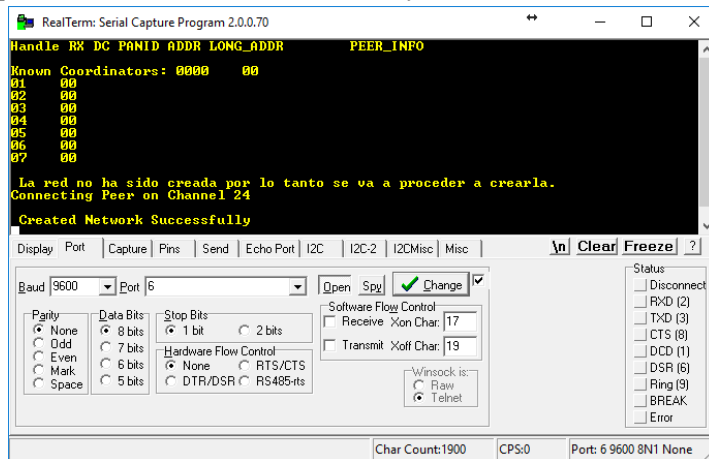 RealTerm: Serial Capture Program 2.0.0.70
Handle RX DC PANID ADDR LONG_ADDR PEER_INFO
Known Coordinators: 0000 00
01 00
02 00
03 00
04 00
05 00
06 00
07 00
La red no ha sido creada por lo tanto se va a proceder a crearla.
Connecting Peer on Channel 24
Created Network Successfully
Display Port Capture Pins Send Echo Port I2C I2C-2 I2CMisc Misc \n Clear Freeze ?
Baud 9600 Port 6 Open Spy Change
Parity
None
Odd
Even
Mark
Space
Data Bits
8 bits
7 bits
6 bits
5 bits
Stop Bits
1 bit 2 bits
Hardware Flow Control
None RTS/CTS
DTR/DSR RS485-rts
Software Flow Control
Receive Xon Char: 17
Transmit Xoff Char: 19
Winsock is:
Raw
Telnet
Status
Disconnect
RXD (2)
TXD (3)
CTS (8)
DCD (1)
DSR (6)
Ring (9)
BREAK
Error
Char Count:1900 CPS:0 Port: 6 9600 8N1 None